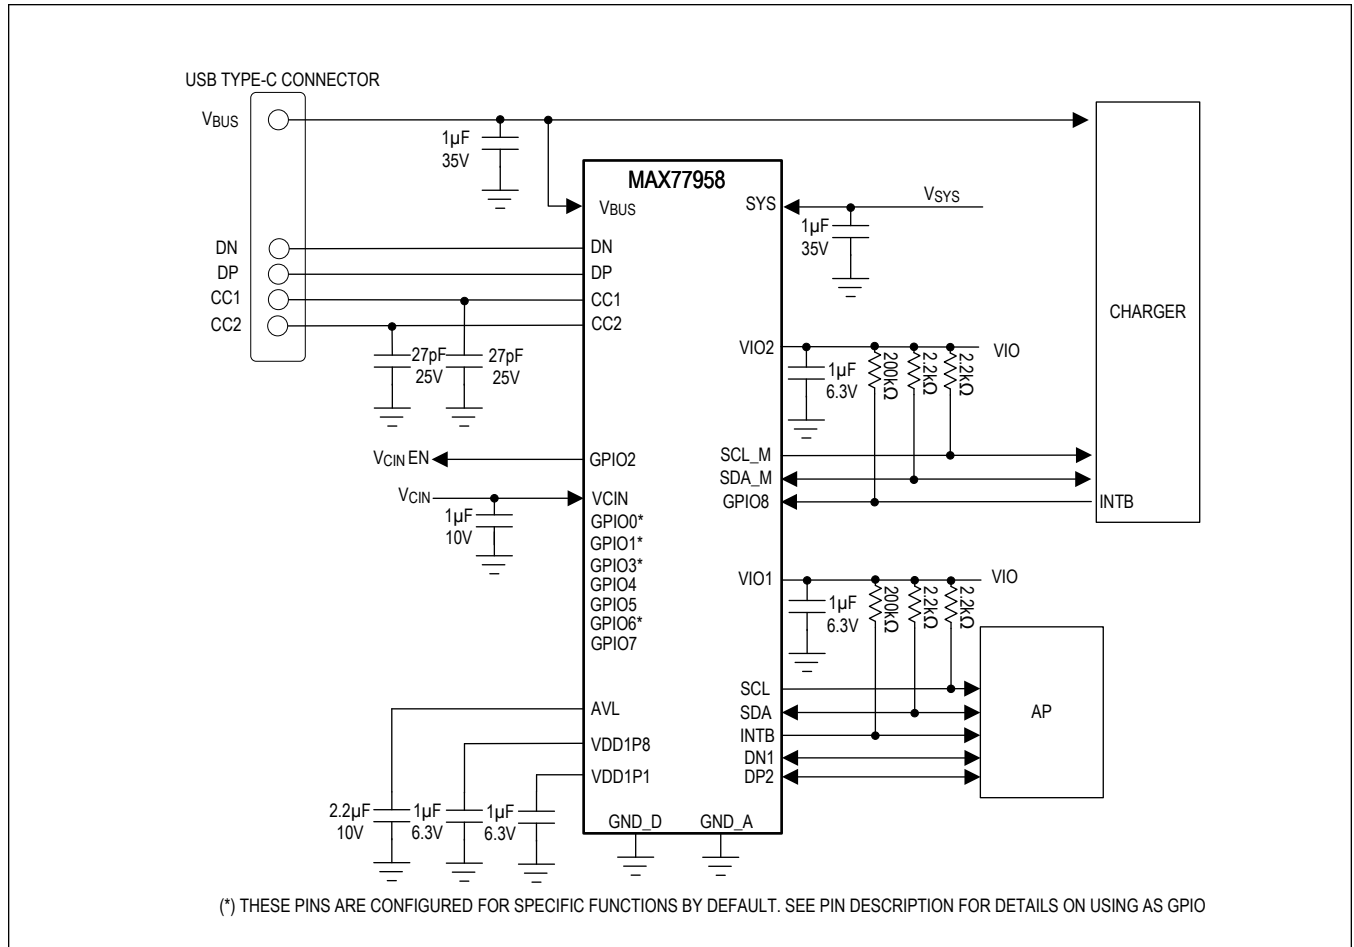 USB TYPE-C CONNECTOR
VBUS
1µF
35V
MAX77958
VBUS
SYS
VSYS
1µF
35V
DN
DN
DP
DP
CC1
CC1
CC2
CC2
CHARGER
27pF
25V
27pF
25V
VIO2
VIO
1µF
6.3V
200kΩ
2.2kΩ
2.2kΩ
VCIN EN
GPIO2
SCL_M
SDA_M
GPIO8
INTB
VCIN
VCIN
1µF
10V
GPIO0*
GPIO1*
GPIO3*
GPIO4
GPIO5
GPIO6*
GPIO7
VIO1
VIO
1µF
6.3V
200kΩ
2.2kΩ
2.2kΩ
SCL
SDA
INTB
DN1
DP2
AP
AVL
VDD1P8
VDD1P1
2.2µF
10V
1µF
6.3V
1µF
6.3V
GND_D
GND_A
(*) THESE PINS ARE CONFIGURED FOR SPECIFIC FUNCTIONS BY DEFAULT. SEE PIN DESCRIPTION FOR DETAILS ON USING AS GPIO